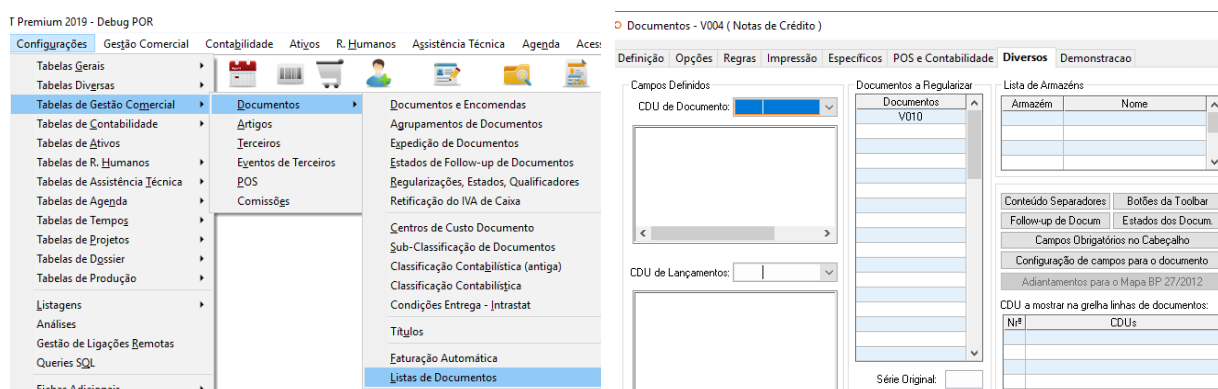 T Premium 2019 - Debug POR
Configurações Gestão Comercial Contabilidade Ativos R. Humanos Assistência Técnica Agenda Aces
Tabelas Gerais
Tabelas Diversas
Tabelas de Gestão Comercial
Tabelas de Contabilidade
Tabelas de Ativos
Tabelas de R. Humanos
Tabelas de Assistência Técnica
Tabelas de Agenda
Tabelas de Tempos
Tabelas de Projetos
Tabelas de Dossier
Tabelas de Produção
Listagens
Análises
Gestão de Ligações Remotas
Queries SQL
Fichas Adicionais
Documentos
Artigos
Terceiros
Eventos de Terceiros
POS
Comissões
Documentos e Encomendas
Agrupamentos de Documentos
Expedição de Documentos
Estados de Follow-up de Documentos
Regularizações, Estados, Qualificadores
Retificação do IVA de Caixa
Centros de Custo Documento
Sub-Classificação de Documentos
Classificação Contabilística (antiga)
Classificação Contabilística
Condições Entrega - Intrastat
Títulos
Faturação Automática
Listas de Documentos
Documentos - V004 ( Notas de Crédito )
Definição Opções Regras Impressão Específicos POS e Contabilidade Diversos Demonstracao
Campos Definidos
CDU de Documento:
CDU de Lançamentos:
Documentos a Regularizar
Documentos
V010
Série Original:
Lista de Armazéns
Armazém Nome
Conteúdo Separadores Botões da Toolbar
Follow-up de Docum Estados dos Docum.
Campos Obrigatórios no Cabeçalho
Configuração de campos para o documento
Adiantamentos para o Mapa BP 27/2012
CDU a mostrar na grelha linhas de documentos:
Nrº CDUs